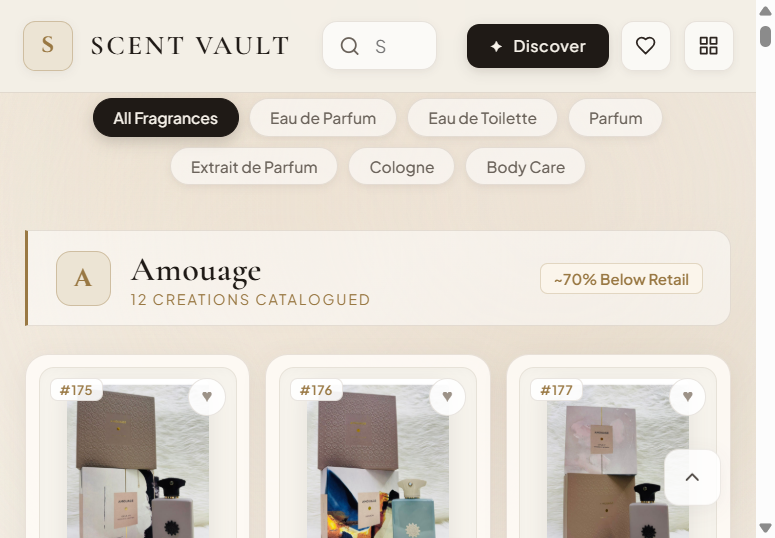 S
SCENT VAULT
S
✦ Discover
All Fragrances
Eau de Parfum
Eau de Toilette
Parfum
Extrait de Parfum
Cologne
Body Care
A
Amouage
12 CREATIONS CATALOGUED
~70% Below Retail
#175
#176
#177
AMOUAGE